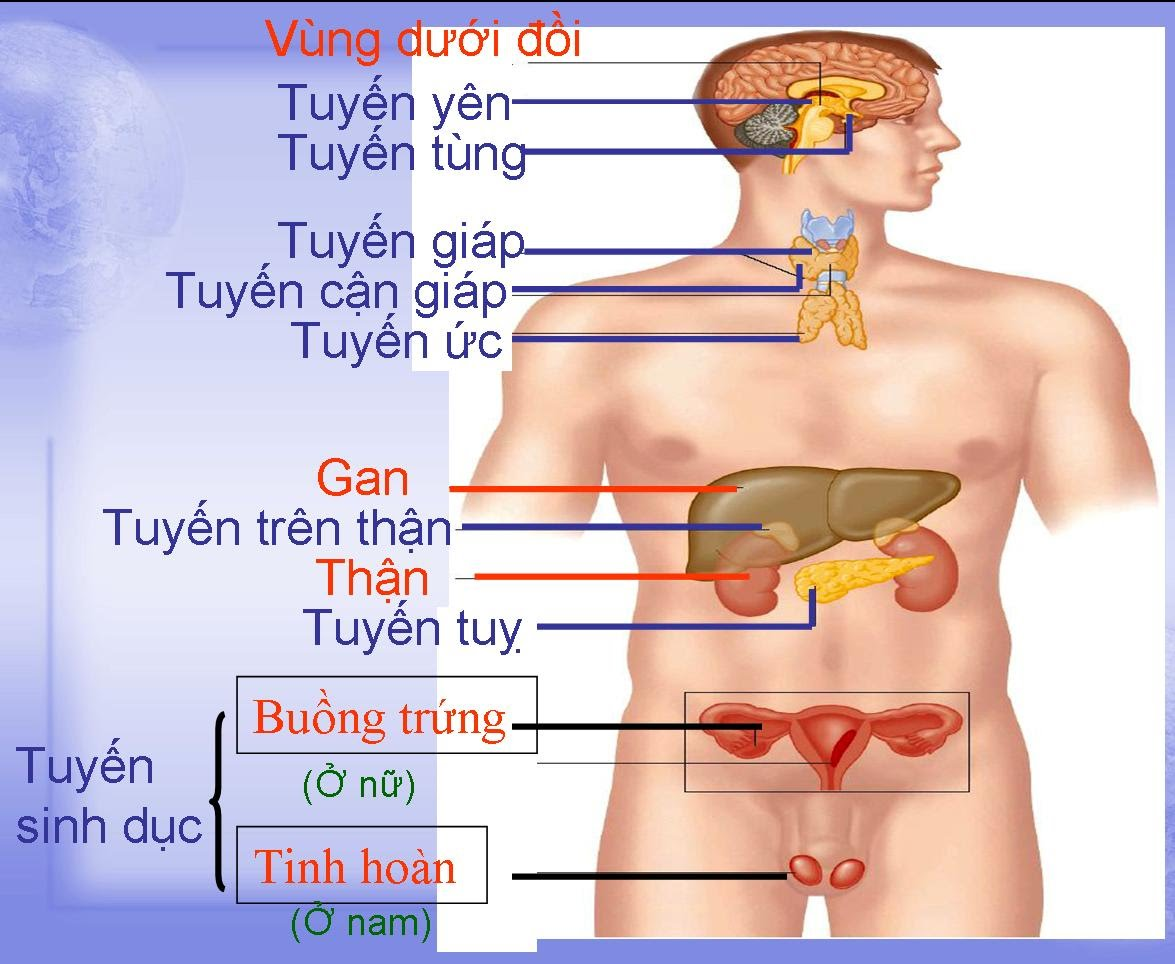 Vùng dưới đồi
Tuyến yên
Tuyến tùng
Tuyến giáp
Tuyến cận giáp
Tuyến ức
Gan
Tuyến trên thận
Thận
Tuyến tuỵ
Buồng trứng
(Ở nữ)
Tuyến
sinh dục
Tinh hoàn
(Ở nam)